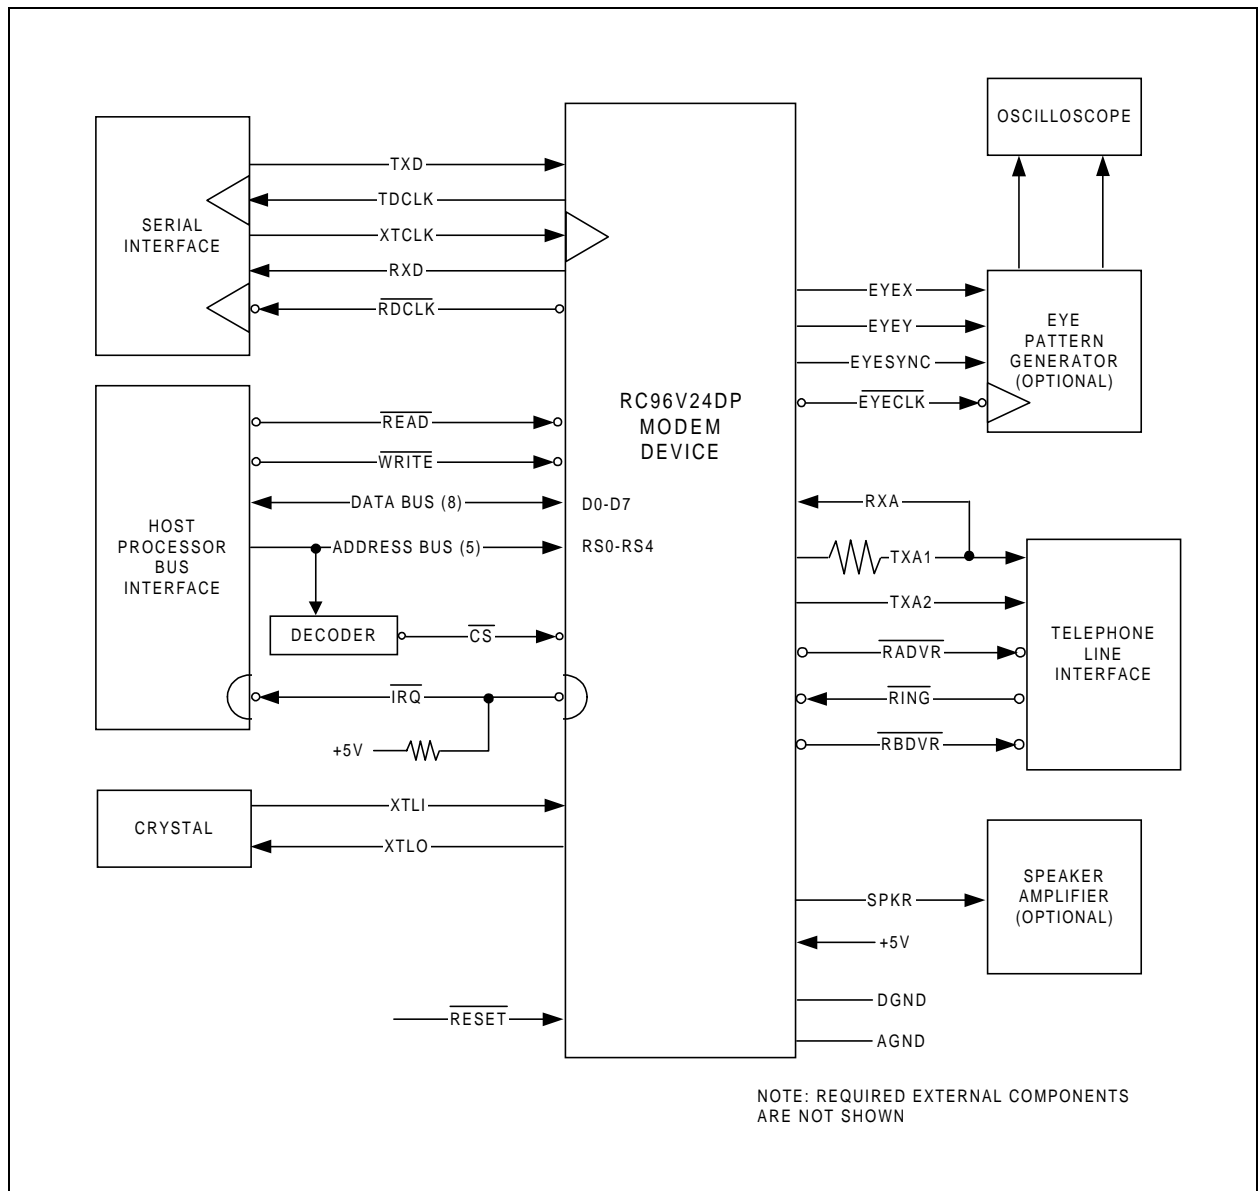 OSCILLOSCOPE
TXD
TDCLK
SERIAL
INTERFACE
XTCLK
RXD
RDCLK
EYEX
EYEY
EYESYNC
EYECLK
EYE
PATTERN
GENERATOR
(OPTIONAL)
RC96V24DP
MODEM
DEVICE
HOST
PROCESSOR
BUS
INTERFACE
READ
WRITE
DATA BUS (8)
D0-D7
ADDRESS BUS (5)
RS0-RS4
DECODER
CS
IRQ
+5V
RXA
TXA1
TXA2
RADVR
RING
RBDVR
TELEPHONE
LINE
INTERFACE
CRYSTAL
XTLI
XTLO
SPKR
+5V
SPEAKER
AMPLIFIER
(OPTIONAL)
DGND
AGND
RESET
NOTE: REQUIRED EXTERNAL COMPONENTS
ARE NOT SHOWN